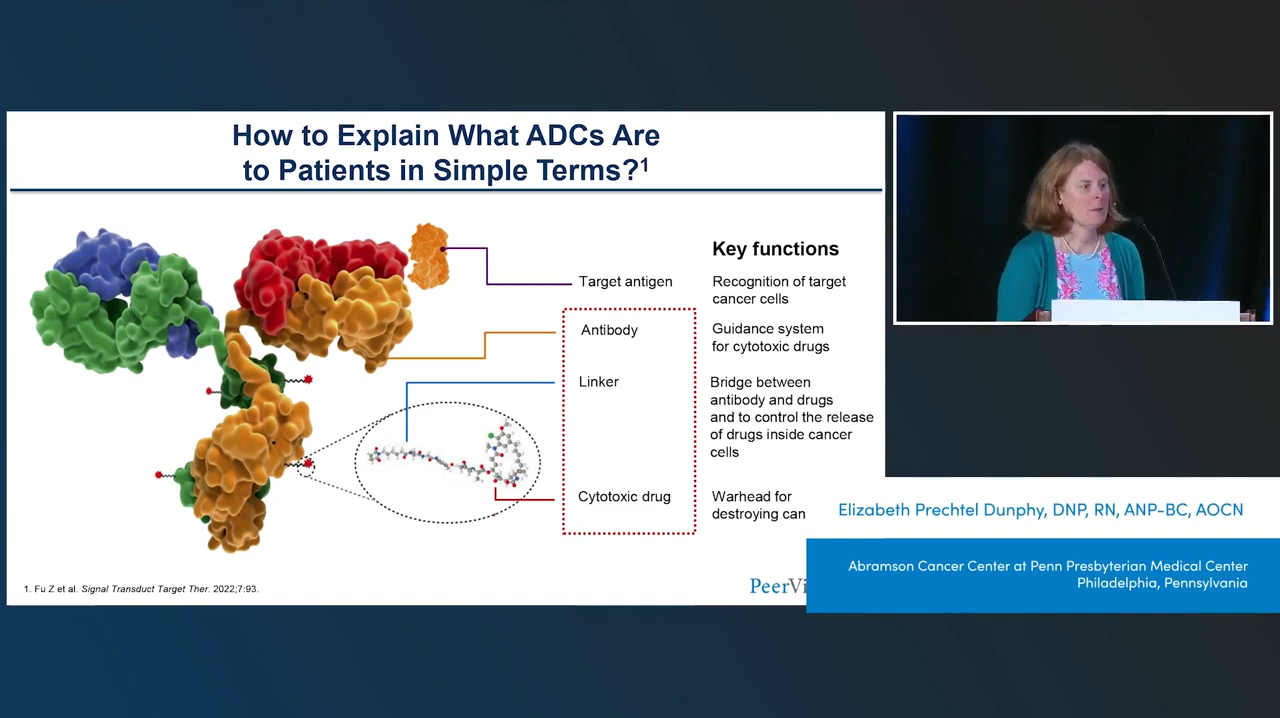 How to Explain What ADCs Are
to Patients in Simple Terms?¹
Key functions
Target antigen
Recognition of target
cancer cells
Antibody
Guidance system
for cytotoxic drugs
Linker
Bridge between
antibody and drugs
and to control the release
of drugs inside cancer
cells
Cytotoxic drug
Warhead for
destroying can
1. Fu Z et al. Signal Transduct Target Ther. 2022;7:93.
PeerVi
Elizabeth Prechtel Dunphy, DNP, RN, ANP-BC, AOCN
Abramson Cancer Center at Penn Presbyterian Medical Center
Philadelphia, Pennsylvania